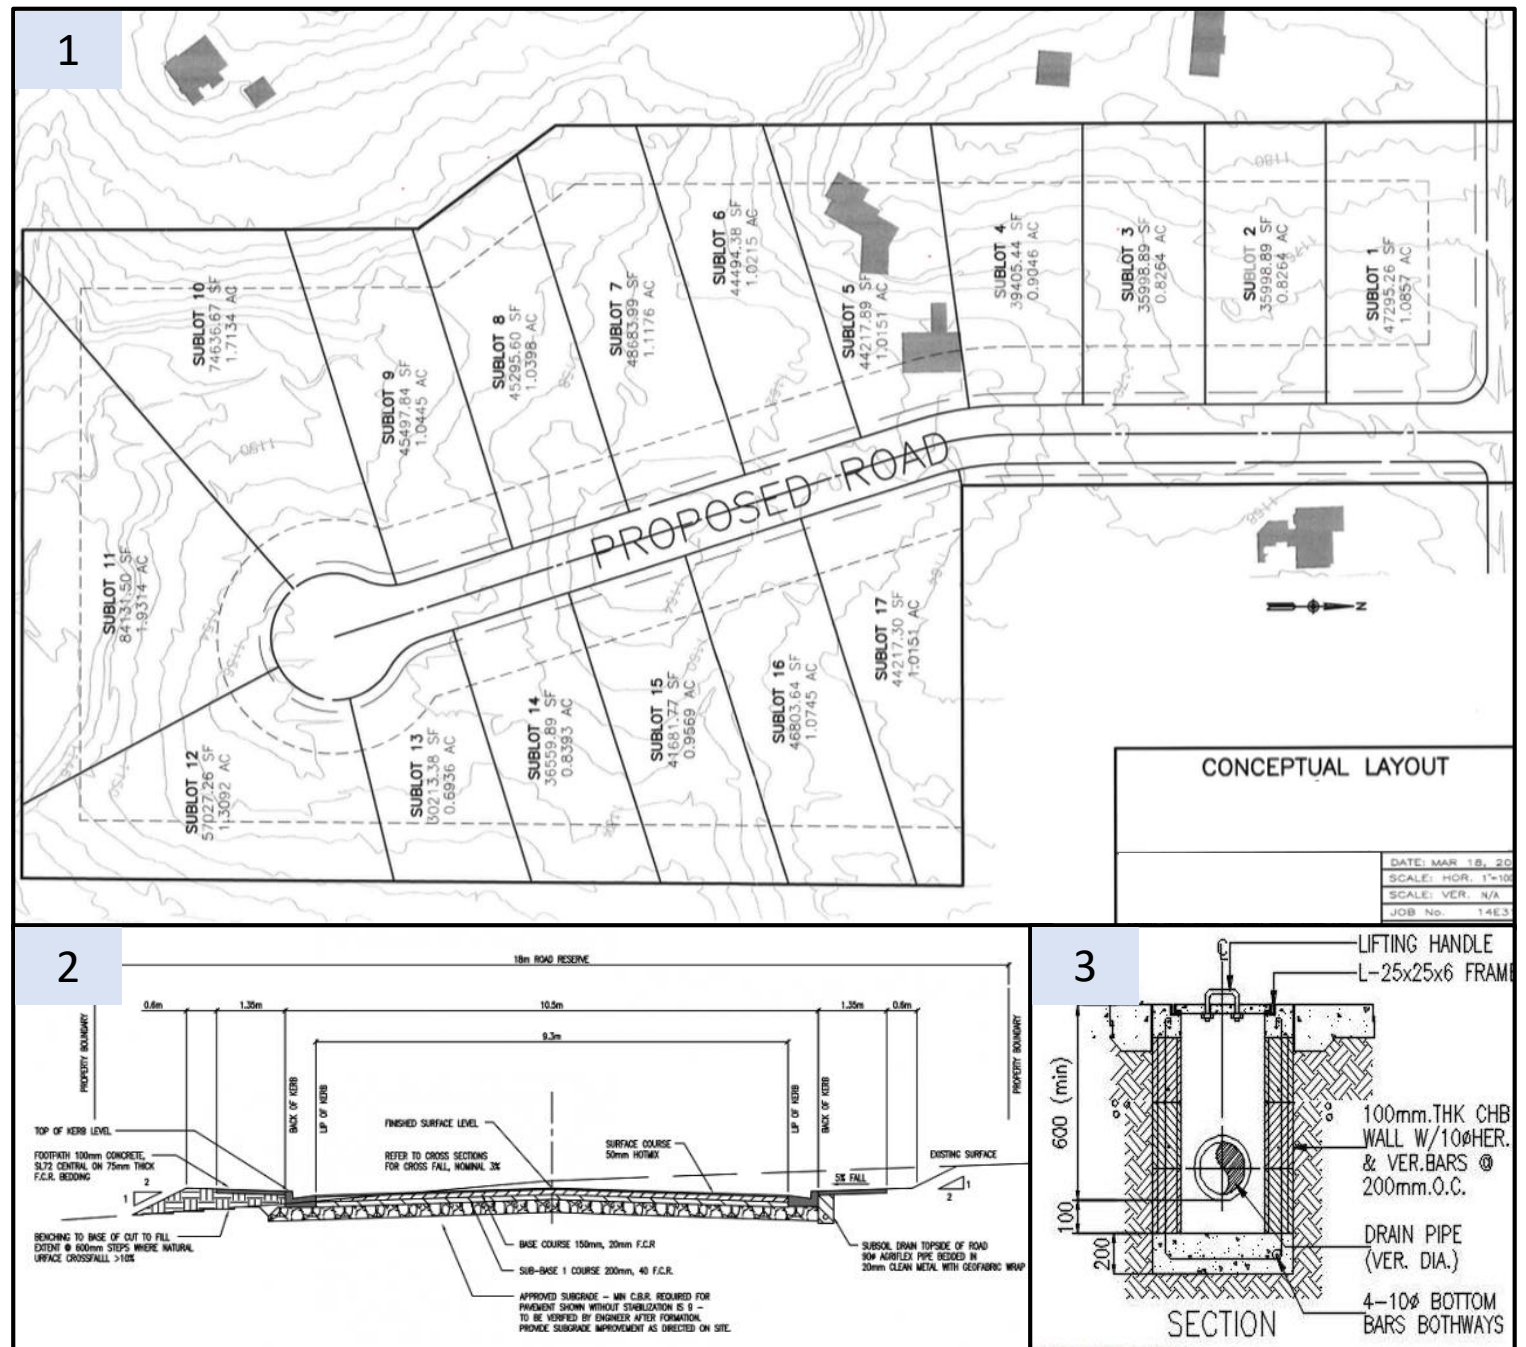 1
SUBLOT 10
74636.67 SF
1.7134 AC
SUBLOT 9
45497.84 SF
1.0445 AC
SUBLOT 8
45295.60 SF
1.0398 AC
SUBLOT 7
48683.99 SF
1.1176 AC
SUBLOT 6
44494.38 SF
1.0215 AC
SUBLOT 5
44217.89 SF
1.0151 AC
SUBLOT 4
39405.44 SF
0.9046 AC
SUBLOT 3
35998.89 SF
0.8264 AC
SUBLOT 2
35998.89 SF
0.8264 AC
SUBLOT 1
47295.26 SF
1.0857 AC
1180
1180
1168
PROPOSED ROAD
SUBLOT 11
84131.50 SF
1.9314 AC
SUBLOT 12
57027.26 SF
1.3092 AC
SUBLOT 13
30213.38 SF
0.6936 AC
SUBLOT 14
36559.89 SF
0.8393 AC
SUBLOT 15
41681.77 SF
0.9569 AC
SUBLOT 16
46803.64 SF
1.0745 AC
SUBLOT 17
44217.30 SF
1.0151 AC
N
CONCEPTUAL LAYOUT
DATE: MAR 18, 20
SCALE: HOR. 1"=100
SCALE: VER. N/A
JOB No. 14E3
2
18m ROAD RESERVE
0.6m
1.35m
10.5m
1.35m
0.6m
9.3m
PROPERTY BOUNDARY
BACK OF KERB
LIP OF KERB
LIP OF KERB
BACK OF KERB
PROPERTY BOUNDARY
TOP OF KERB LEVEL
FOOTPATH 100mm CONCRETE,
SL72 CENTRAL ON 75mm THICK
F.C.R. BEDDING
2
1
BENCHING TO BASE OF CUT TO FILL
EXTENT @ 600mm STEPS WHERE NATURAL
URFACE CROSSFALL >10%
FINISHED SURFACE LEVEL
REFER TO CROSS SECTIONS
FOR CROSS FALL, NOMINAL 3%
SURFACE COURSE
50mm HOTMIX
5% FALL
EXISTING SURFACE
1
2
BASE COURSE 150mm, 20mm F.C.R
SUB-BASE 1 COURSE 200mm, 40 F.C.R.
APPROVED SUBGRADE - MIN C.B.R. REQUIRED FOR
PAVEMENT SHOWN WITHOUT STABILIZATION IS 9 -
TO BE VERIFIED BY ENGINEER AFTER FORMATION.
PROVIDE SUBGRADE IMPROVEMENT AS DIRECTED ON SITE.
SUBSOIL DRAIN TOPSIDE OF ROAD
90ø AGRIFLEX PIPE BEDDED IN
20mm CLEAN METAL WITH GEOFABRIC WRAP
3
LIFTING HANDLE
L-25x25x6 FRAME
600 (min)
100
200
100mm.THK CHB
WALL W/10øHER.
& VER.BARS @
200mm.O.C.
DRAIN PIPE
(VER. DIA.)
4-10ø BOTTOM
BARS BOTHWAYS
SECTION